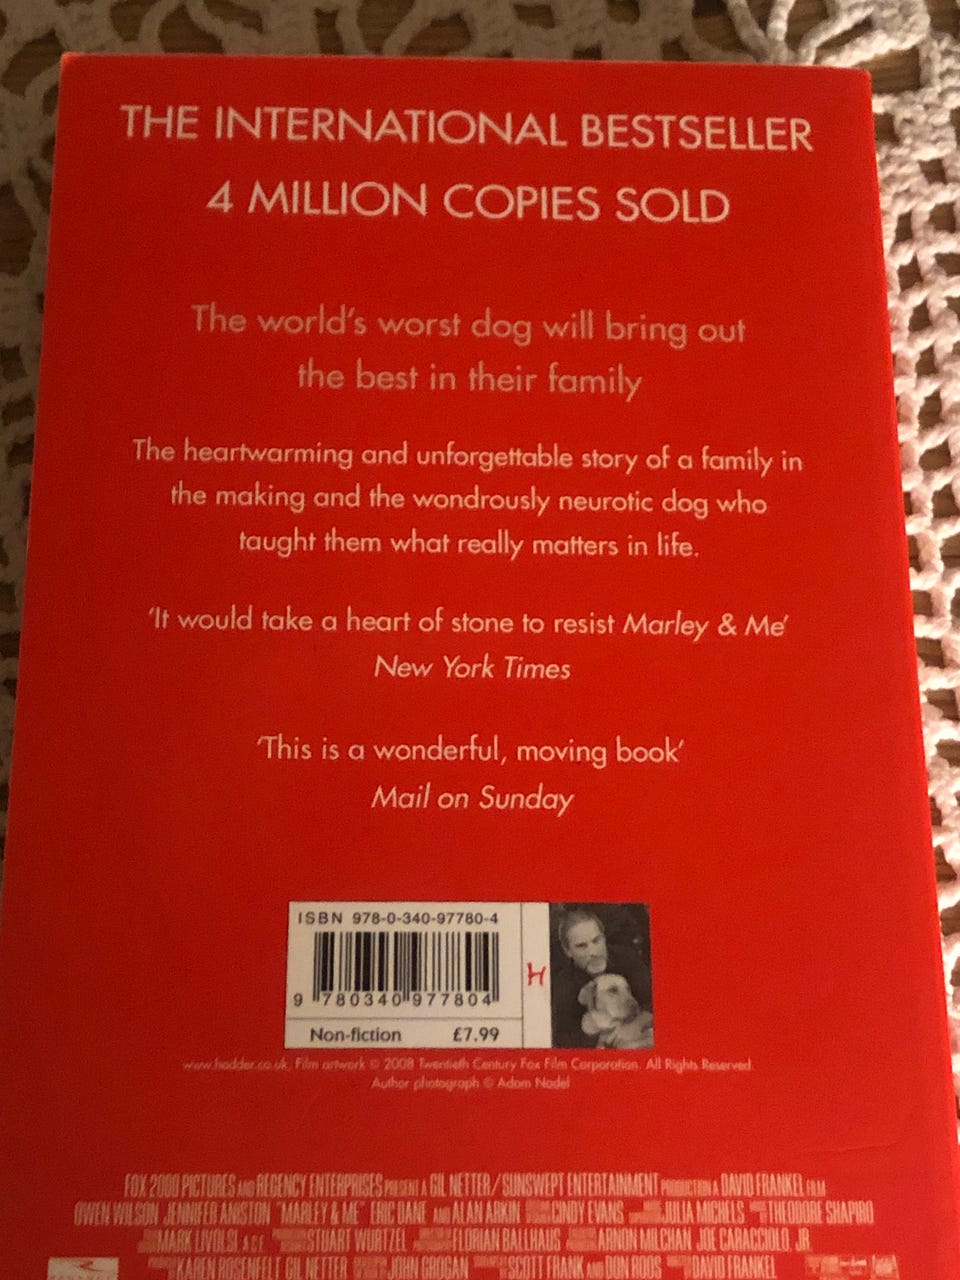 THE INTERNATIONAL BESTSELLER
4 MILLION COPIES SOLD
The world's worst dog will bring out
the best in their family
The heartwarming and unforgettable story of a family in
the making and the wondrously neurotic dog who
taught them what really matters in life.
'It would take a heart of stone to resist Marley & Me'
New York Times
'This is a wonderful, moving book'
Mail on Sunday
ISBN 978-0-340-97780-4
9 780340 977804
H
Non-fiction £7.99
www.hodder.co.uk, Film artwork © 2008 Twentieth Century Fox Film Corporation. All Rights Reserved.
Author photograph © Adam Nadel
FOX 2000 PICTURES AND REGENCY ENTERPRISES PRESENT A GIL NETTER/SUNSWEPT ENTERTAINMENT PRODUCTION A DAVID FRANKEL FILM
OWEN WILSON JENNIFER ANISTON "MARLEY & ME" ERIC DANE AND ALAN ARKIN CINDY EVANS JULIA MICHELS THEODORE SHAPIRO
MARK LIVOLSI, A.C.E. STUART WURTZEL FLORIAN BALLHAUS ARNON MILCHAN JOE CARACCIOLO, JR.
KAREN ROSENFELT GIL NETTER JOHN GROGAN SCOTT FRANK AND DON ROOS DAVID FRANKEL